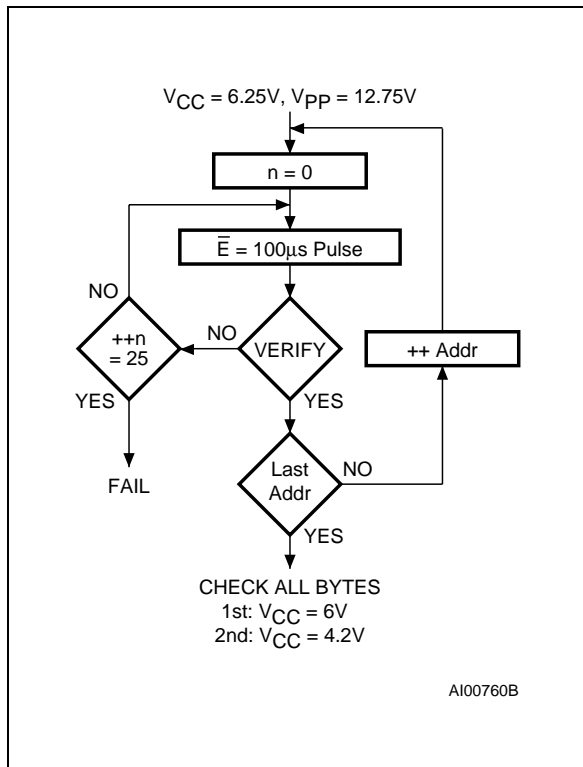 VCC = 6.25V, VPP = 12.75V
n = 0
E̅ = 100μs Pulse
NO
++n
= 25
NO
VERIFY
++ Addr
YES
YES
FAIL
Last
Addr
NO
YES
CHECK ALL BYTES
1st: VCC = 6V
2nd: VCC = 4.2V
AI00760B